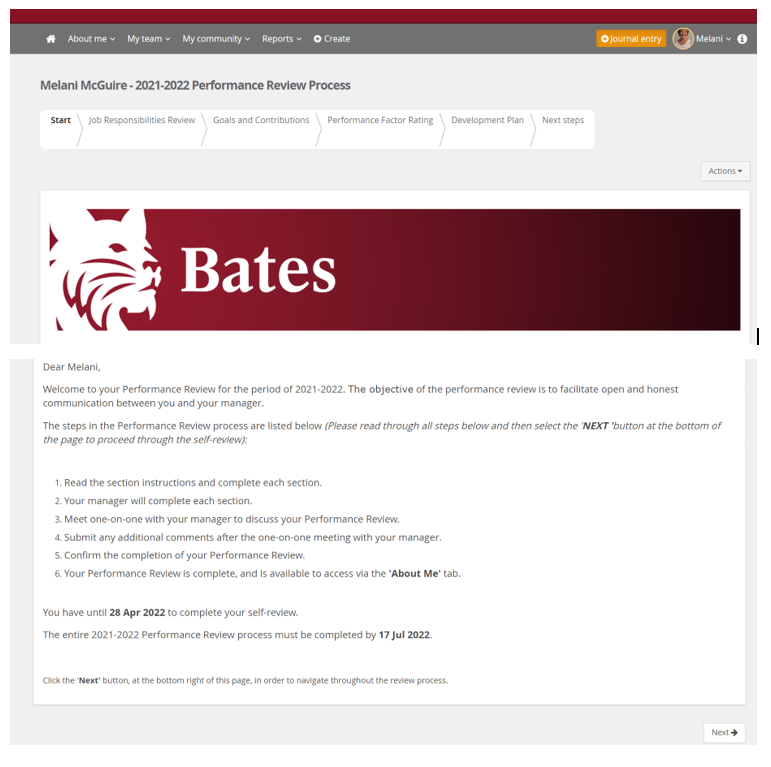 About me My team My community Reports Create Journal entry Melani
Melani McGuire - 2021-2022 Performance Review Process
Start Job Responsibilities Review Goals and Contributions Performance Factor Rating Development Plan Next steps
Actions
Bates
Dear Melani,
Welcome to your Performance Review for the period of 2021-2022. The objective of the performance review is to facilitate open and honest
communication between you and your manager.
The steps in the Performance Review process are listed below (Please read through all steps below and then select the 'NEXT 'button at the bottom of
the page to proceed through the self-review):
1. Read the section instructions and complete each section.
2. Your manager will complete each section.
3. Meet one-on-one with your manager to discuss your Performance Review.
4. Submit any additional comments after the one-on-one meeting with your manager.
5. Confirm the completion of your Performance Review.
6. Your Performance Review is complete, and is available to access via the 'About Me' tab.
You have until 28 Apr 2022 to complete your self-review.
The entire 2021-2022 Performance Review process must be completed by 17 Jul 2022.
Click the 'Next' button, at the bottom right of this page, in order to navigate throughout the review process.
Next